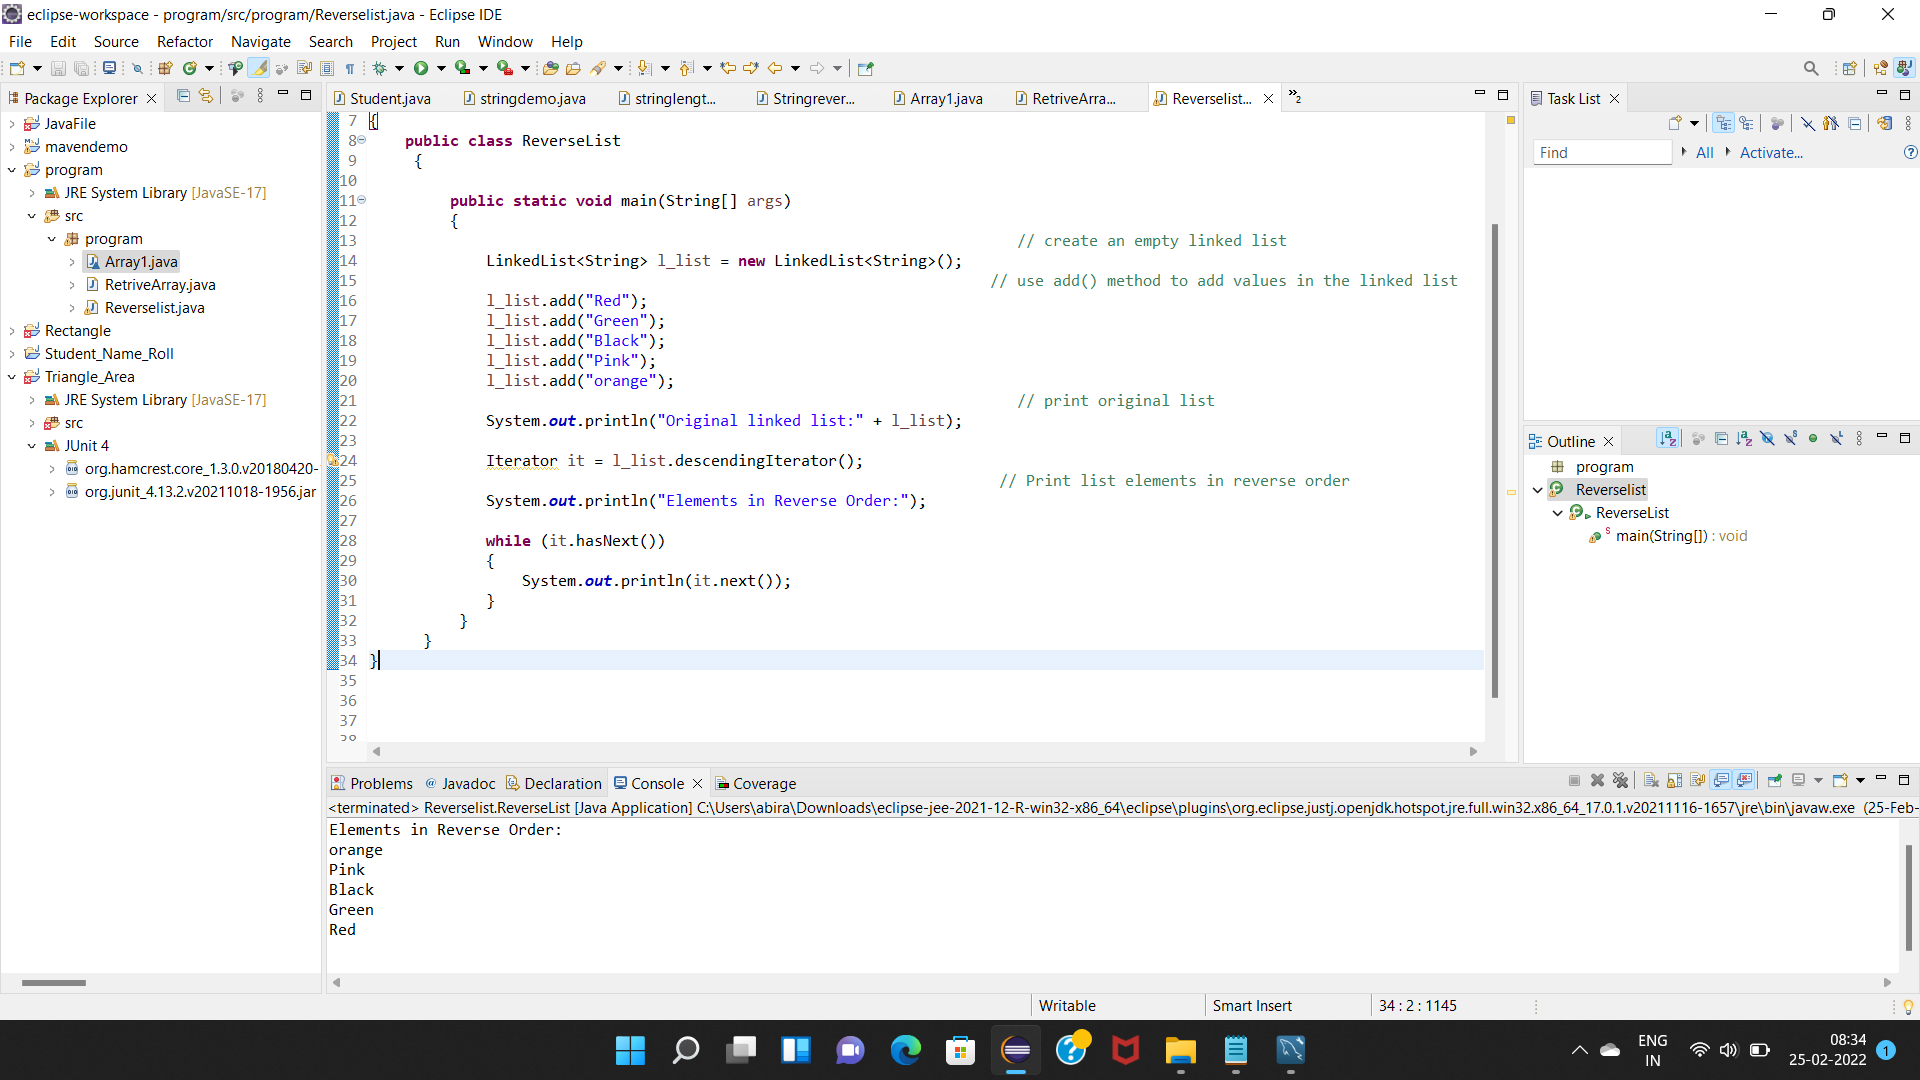 eclipse-workspace - program/src/program/Reverselist.java - Eclipse IDE
File Edit Source Refactor Navigate Search Project Run Window Help
Package Explorer
JavaFile
mavendemo
program
JRE System Library [JavaSE-17]
src
program
Array1.java
RetriveArray.java
Reverselist.java
Rectangle
Student_Name_Roll
Triangle_Area
JRE System Library [JavaSE-17]
src
JUnit 4
org.hamcrest.core_1.3.0.v20180420-
org.junit_4.13.2.v20211018-1956.jar
Student.java stringdemo.java stringlengt... Stringrever... Array1.java RetriveArra... Reverselist... »2
7 {
8 public class ReverseList
9 {
10
11 public static void main(String[] args)
12 {
13 // create an empty linked list
14 LinkedList<String> l_list = new LinkedList<String>();
15 // use add() method to add values in the linked list
16 l_list.add("Red");
17 l_list.add("Green");
18 l_list.add("Black");
19 l_list.add("Pink");
20 l_list.add("orange");
21 // print original list
22 System.out.println("Original linked list:" + l_list);
23
24 Iterator it = l_list.descendingIterator();
25 // Print list elements in reverse order
26 System.out.println("Elements in Reverse Order:");
27
28 while (it.hasNext())
29 {
30 System.out.println(it.next());
31 }
32 }
33 }
34 }
35
36
37
38
Task List
Find All Activate...
Outline
program
Reverselist
ReverseList
main(String[]) : void
Problems Javadoc Declaration Console Coverage
<terminated> Reverselist.ReverseList [Java Application] C:\Users\abira\Downloads\eclipse-jee-2021-12-R-win32-x86_64\eclipse\plugins\org.eclipse.justj.openjdk.hotspot.jre.full.win32.x86_64_17.0.1.v20211116-1657\jre\bin\javaw.exe (25-Feb-
Elements in Reverse Order:
orange
Pink
Black
Green
Red
Writable Smart Insert 34 : 2 : 1145
ENG
IN
08:34
25-02-2022
1